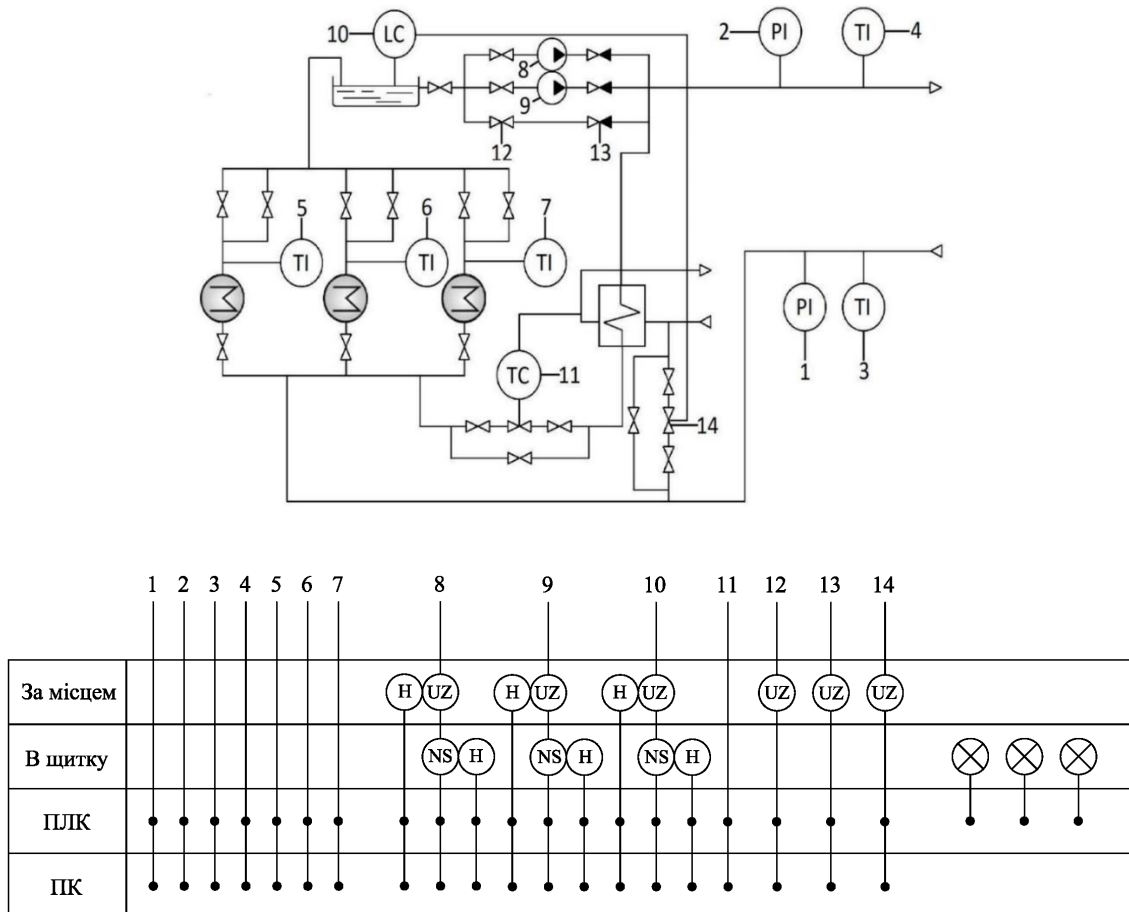 2 PI TI 4
10 LC
8
9
12 13
5 6 7
TI TI TI
PI TI
1 3
TC 11
14
1 2 3 4 5 6 7 8 9 10 11 12 13 14
За місцем H UZ H UZ H UZ UZ UZ UZ
В щитку NS H NS H NS H
ПЛК
ПК